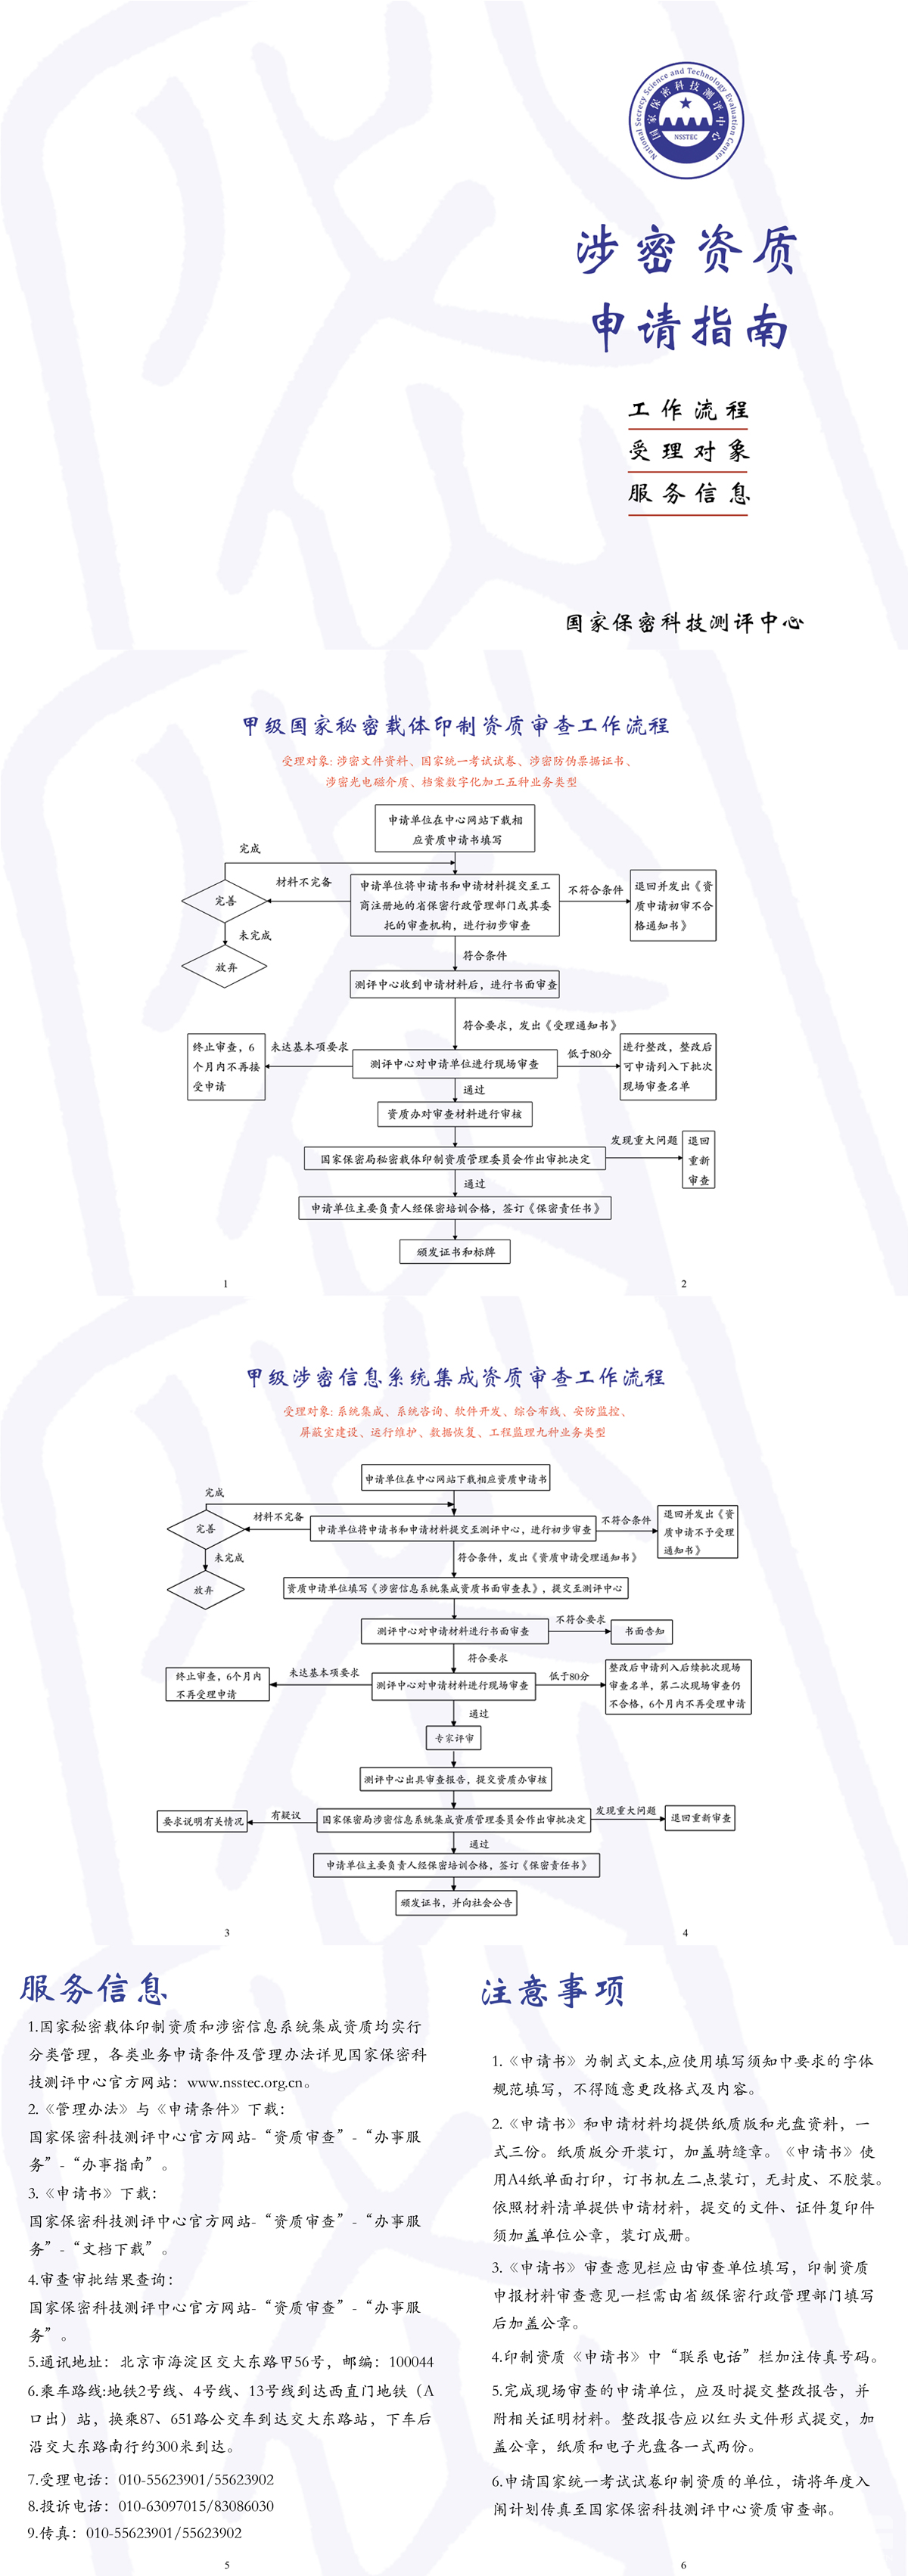 National Secrecy Science and Technology Evaluation Center
国家保密科技测评中心
NSSTEC
涉密资质
申请指南
工作流程
受理对象
服务信息
国家保密科技测评中心
甲级国家秘密载体印制资质审查工作流程
受理对象: 涉密文件资料、国家统一考试试卷、涉密防伪票据证书、
涉密光电磁介质、档案数字化加工五种业务类型
申请单位在中心网站下载相
应资质申请书填写
完成
材料不完备
完善
未完成
放弃
申请单位将申请书和申请材料提交至工
商注册地的省保密行政管理部门或其委
托的审查机构，进行初步审查
不符合条件
退回并发出《资
质申请初审不合
格通知书》
符合条件
测评中心收到申请材料后，进行书面审查
符合要求，发出《受理通知书》
终止审查，6
个月内不再接
受申请
未达基本项要求
测评中心对申请单位进行现场审查
低于80分
进行整改，整改后
可申请列入下批次
现场审查名单
通过
资质办对审查材料进行审核
国家保密局秘密载体印制资质管理委员会作出审批决定
发现重大问题
退回
重新
审查
通过
申请单位主要负责人经保密培训合格，签订《保密责任书》
颁发证书和标牌
1
2
甲级涉密信息系统集成资质审查工作流程
受理对象: 系统集成、系统咨询、软件开发、综合布线、安防监控、
屏蔽室建设、运行维护、数据恢复、工程监理九种业务类型
申请单位在中心网站下载相应资质申请书
完成
材料不完备
完善
未完成
放弃
申请单位将申请书和申请材料提交至测评中心，进行初步审查
不符合条件
退回并发出《资
质申请不予受理
通知书》
符合条件，发出《资质申请受理通知书》
资质申请单位填写《涉密信息系统集成资质书面审查表》，提交至测评中心
测评中心对申请材料进行书面审查
不符合要求
书面告知
符合要求
终止审查，6个月内
不再受理申请
未达基本项要求
测评中心对申请材料进行现场审查
低于80分
整改后申请列入后续批次现场
审查名单，第二次现场审查仍
不合格，6个月内不再受理申请
通过
专家评审
测评中心出具审查报告，提交资质办审核
要求说明有关情况
有疑议
国家保密局涉密信息系统集成资质管理委员会作出审批决定
发现重大问题
退回重新审查
通过
申请单位主要负责人经保密培训合格，签订《保密责任书》
颁发证书，并向社会公告
3
4
服务信息
1.国家秘密载体印制资质和涉密信息系统集成资质均实行
分类管理，各类业务申请条件及管理办法详见国家保密科
技测评中心官方网站：www.nsstec.org.cn。
2.《管理办法》与《申请条件》下载：
国家保密科技测评中心官方网站-“资质审查”-“办事服
务”-“办事指南”。
3.《申请书》下载：
国家保密科技测评中心官方网站-“资质审查”-“办事服
务”-“文档下载”。
4.审查审批结果查询：
国家保密科技测评中心官方网站-“资质审查”-“办事服
务”。
5.通讯地址：北京市海淀区交大东路甲56号，邮编：100044
6.乘车路线:地铁2号线、4号线、13号线到达西直门地铁（A
口出）站，换乘87、651路公交车到达交大东路站，下车后
沿交大东路南行约300米到达。
7.受理电话：010-55623901/55623902
8.投诉电话：010-63097015/83086030
9.传真：010-55623901/55623902
5
注意事项
1.《申请书》为制式文本,应使用填写须知中要求的字体
规范填写，不得随意更改格式及内容。
2.《申请书》和申请材料均提供纸质版和光盘资料，一
式三份。纸质版分开装订，加盖骑缝章。《申请书》使
用A4纸单面打印，订书机左二点装订，无封皮、不胶装。
依照材料清单提供申请材料，提交的文件、证件复印件
须加盖单位公章，装订成册。
3.《申请书》审查意见栏应由审查单位填写，印制资质
申报材料审查意见一栏需由省级保密行政管理部门填写
后加盖公章。
4.印制资质《申请书》中“联系电话”栏加注传真号码。
5.完成现场审查的申请单位，应及时提交整改报告，并
附相关证明材料。整改报告应以红头文件形式提交，加
盖公章，纸质和电子光盘各一式两份。
6.申请国家统一考试试卷印制资质的单位，请将年度入
闱计划传真至国家保密科技测评中心资质审查部。
6